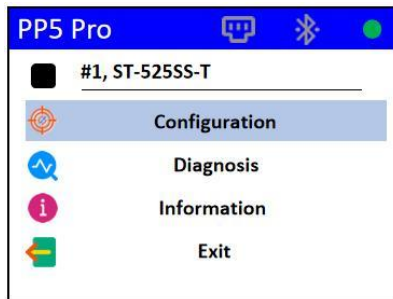 PP5 Pro
#1, ST-525SS-T
Configuration
Diagnosis
Information
Exit